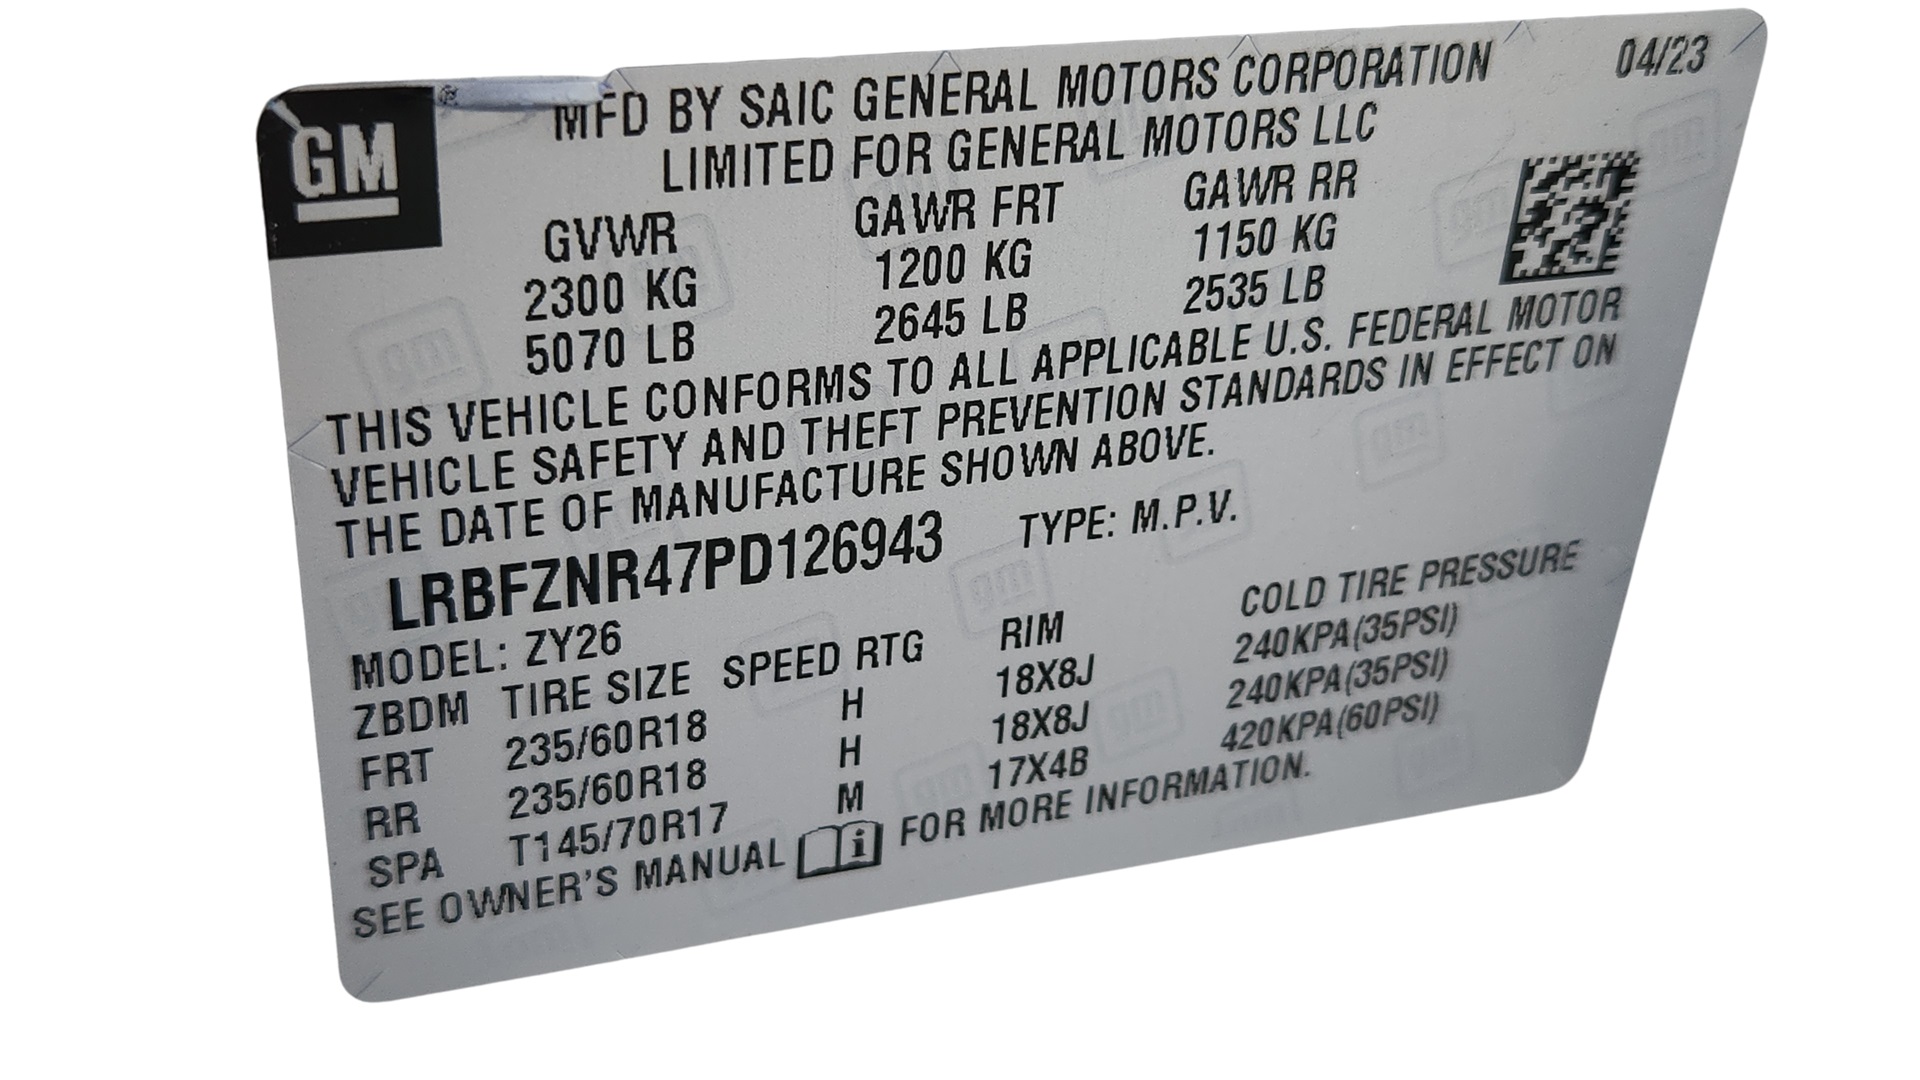 GM
MFD BY SAIC GENERAL MOTORS CORPORATION 04/23
LIMITED FOR GENERAL MOTORS LLC
GVWR GAWR FRT GAWR RR
2300 KG 1200 KG 1150 KG
5070 LB 2645 LB 2535 LB
THIS VEHICLE CONFORMS TO ALL APPLICABLE U.S. FEDERAL MOTOR
VEHICLE SAFETY AND THEFT PREVENTION STANDARDS IN EFFECT ON
THE DATE OF MANUFACTURE SHOWN ABOVE.
LRBFZNR47PD126943 TYPE: M.P.V.
MODEL: ZY26
ZBDM TIRE SIZE SPEED RTG RIM COLD TIRE PRESSURE
FRT 235/60R18 H 18X8J 240KPA(35PSI)
RR 235/60R18 H 18X8J 240KPA(35PSI)
SPA T145/70R17 M 17X4B 420KPA(60PSI)
SEE OWNER'S MANUAL i FOR MORE INFORMATION.